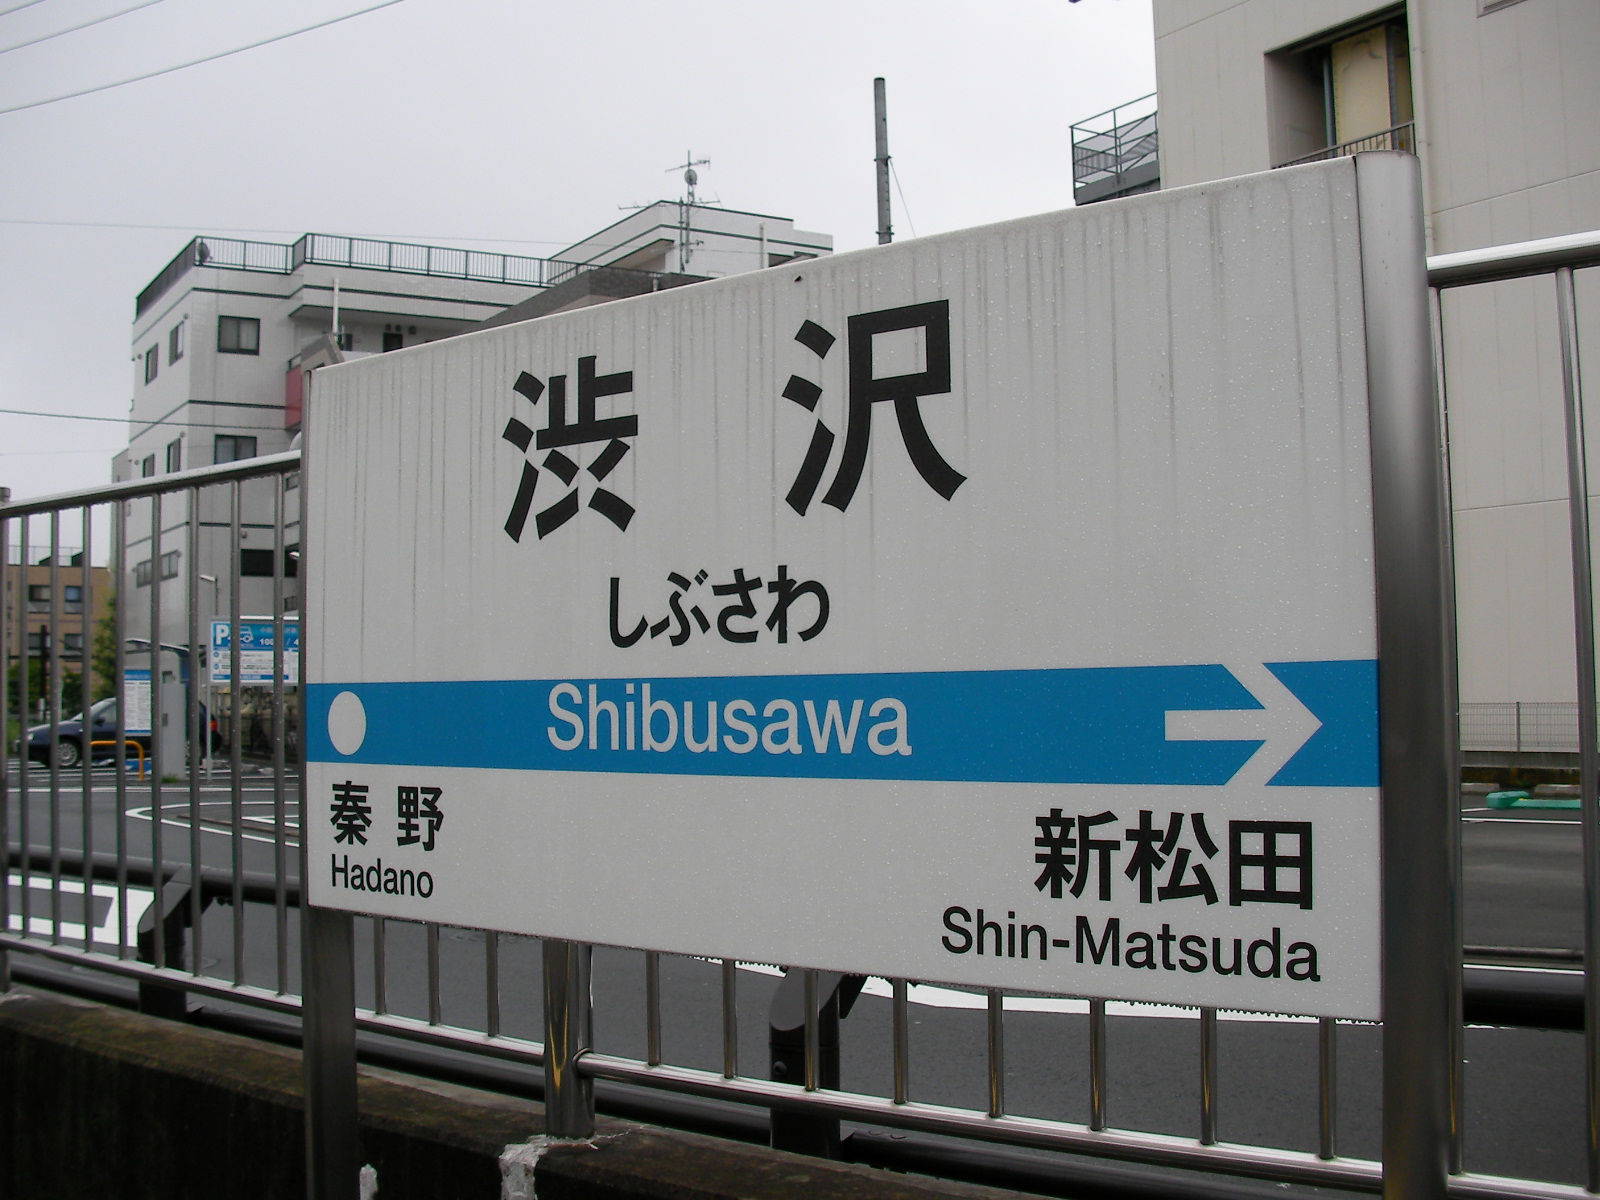 渋沢
しぶさわ
Shibusawa
秦野
Hadano
新松田
Shin-Matsuda
P